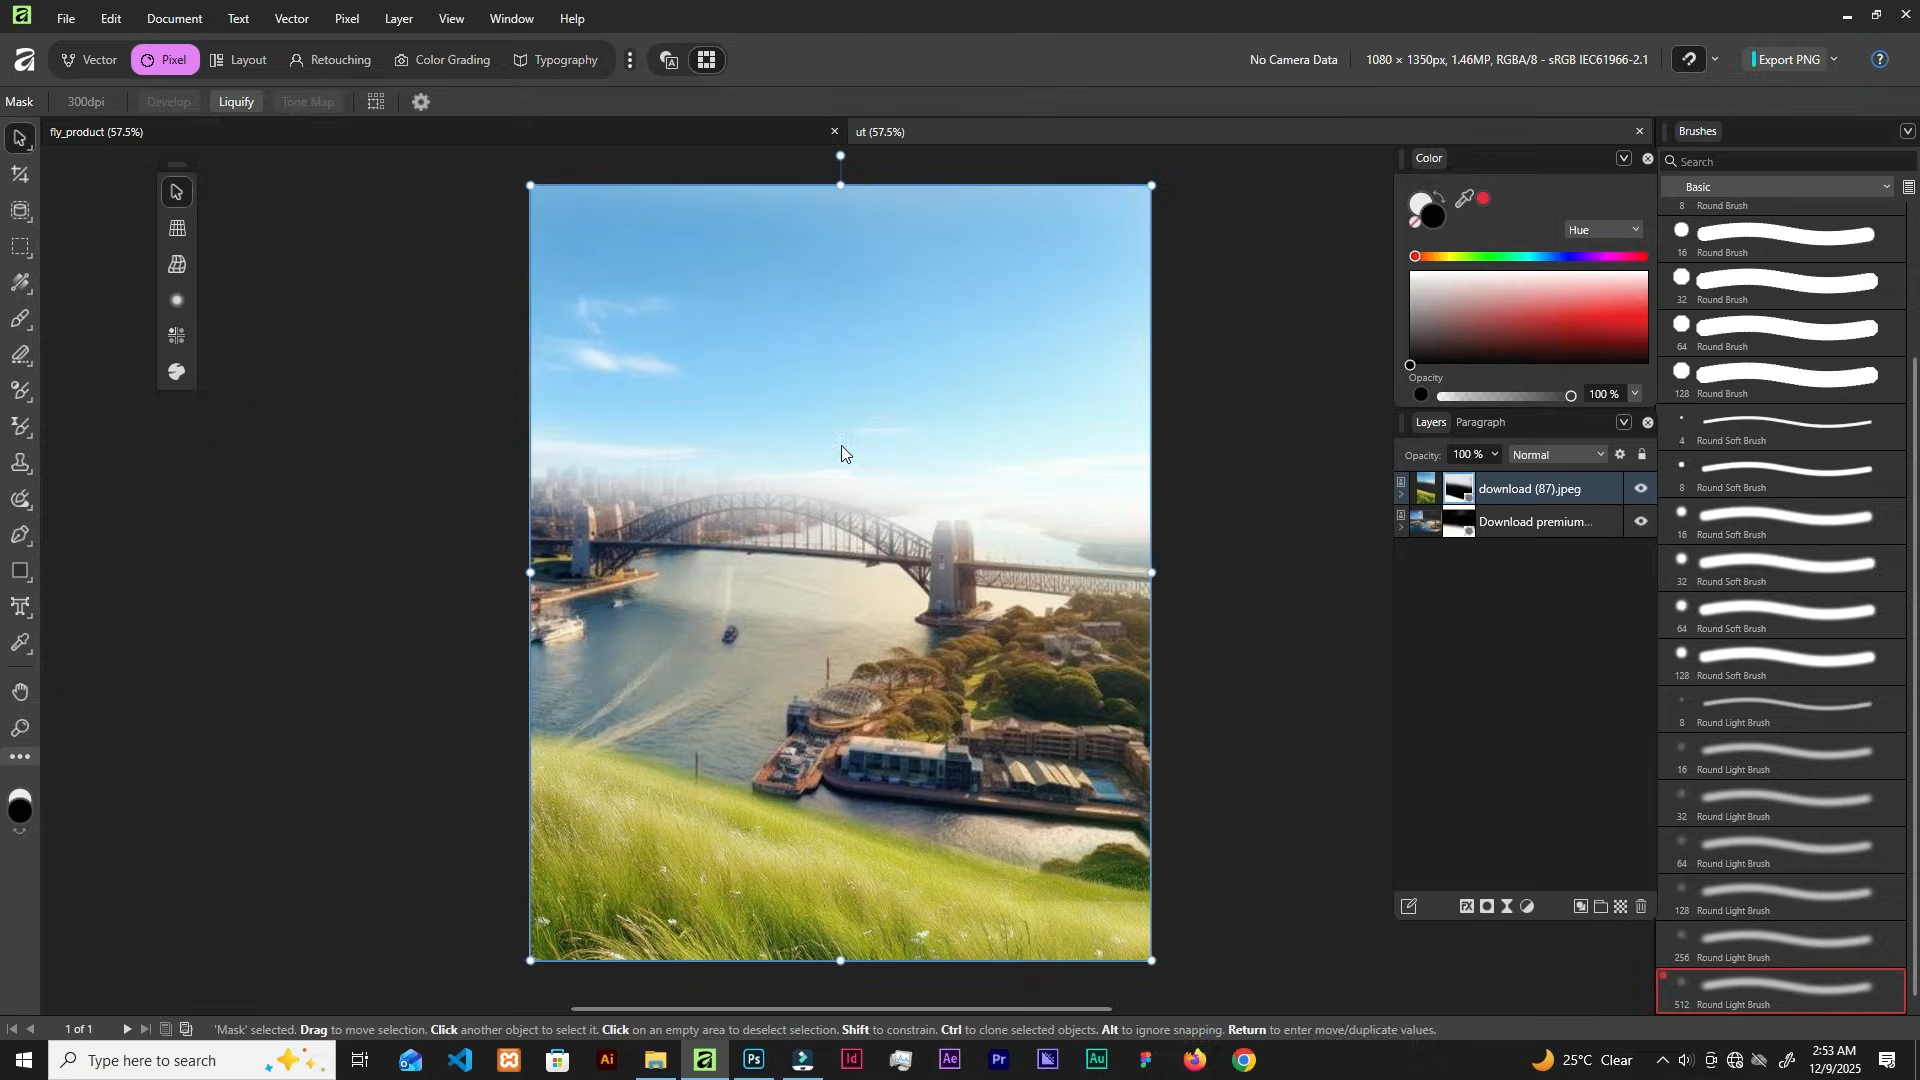 File Edit Document Text Vector Pixel Layer View Window Help
Vector Pixel Layout Retouching Color Grading Typography No Camera Data 1080 × 1350px, 1.46MP, RGBA/8 - sRGB IEC61966-2.1 Export PNG
Mask 300dpi Develop Liquify Tone Map
fly_product (57.5%) ut (57.5%)
Brushes
Search
Basic
Color
Hue
Opacity
100 %
Layers Paragraph
Opacity: 100 % Normal
download (87).jpeg
Download premium...
8 Round Brush
16 Round Brush
32 Round Brush
64 Round Brush
128 Round Brush
4 Round Soft Brush
8 Round Soft Brush
16 Round Soft Brush
32 Round Soft Brush
64 Round Soft Brush
128 Round Soft Brush
8 Round Light Brush
16 Round Light Brush
32 Round Light Brush
64 Round Light Brush
128 Round Light Brush
256 Round Light Brush
512 Round Light Brush
1 of 1 'Mask' selected. Drag to move selection. Click another object to select it. Click on an empty area to deselect selection. Shift to constrain. Ctrl to clone selected objects. Alt to ignore snapping. Return to enter move/duplicate values.
Type here to search
Ai Ps Id Ae Pr Au
25°C Clear
2:53 AM
12/9/2025